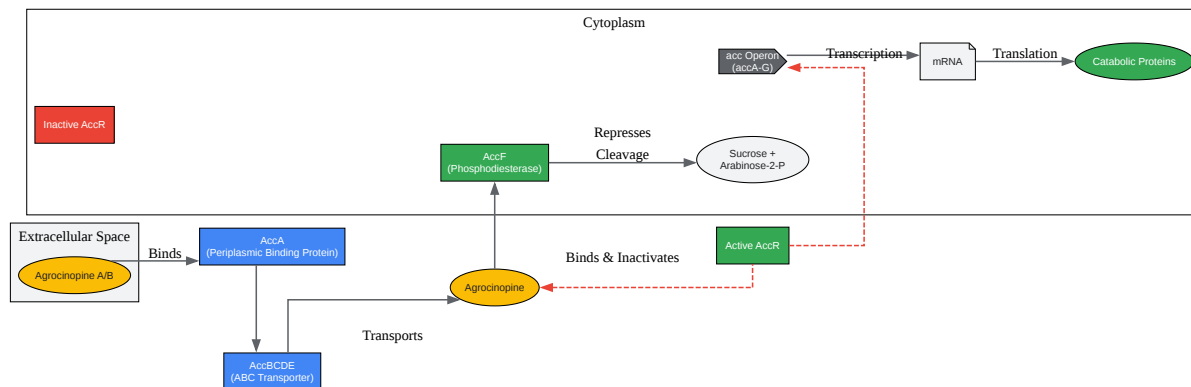 Cytoplasm
acc Operon
(accA-G)
Transcription
mRNA
Translation
Catabolic Proteins
Inactive AccR
Represses
AccF
(Phosphodiesterase)
Cleavage
Sucrose +
Arabinose-2-P
Extracellular Space
Agrocinopine A/B
Binds
AccA
(Periplasmic Binding Protein)
Active AccR
Binds & Inactivates
Agrocinopine
Transports
AccBCDE
(ABC Transporter)